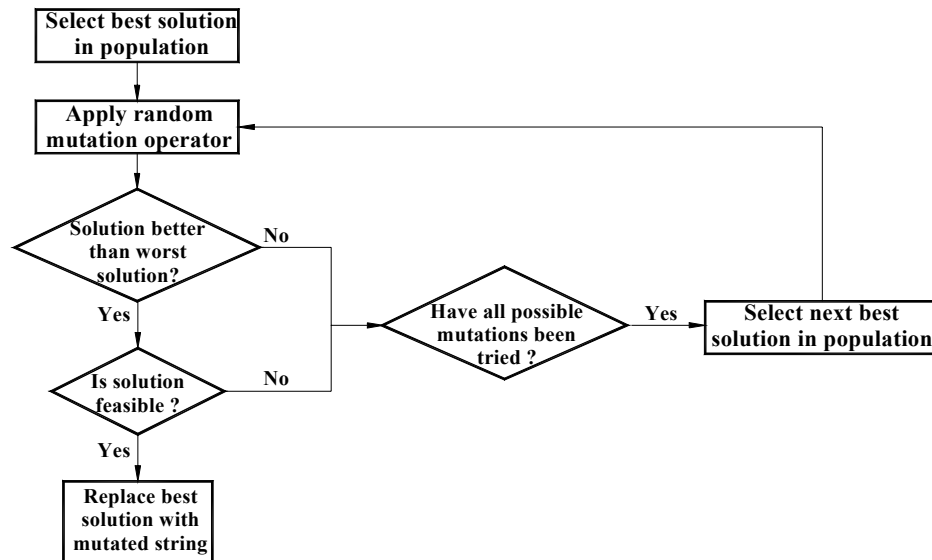 Select best solution
in population
Apply random
mutation operator
Solution better
than worst
solution?
No
Yes
Is solution
feasible ?
No
Yes
Replace best
solution with
mutated string
Have all possible
mutations been
tried ?
Yes
Select next best
solution in population